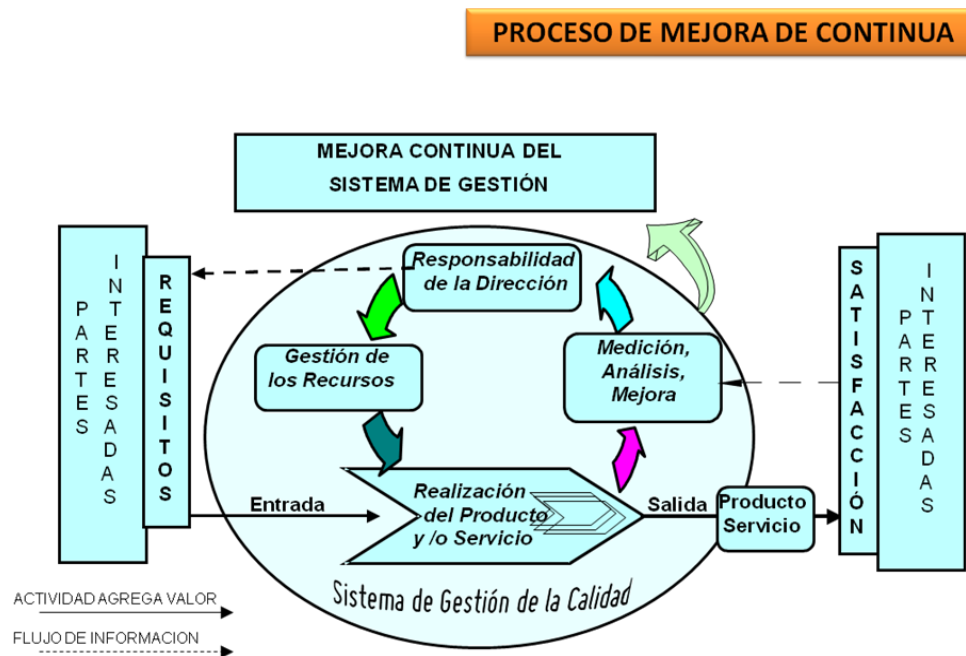 PROCESO DE MEJORA DE CONTINUA
MEJORA CONTINUA DEL
SISTEMA DE GESTIÓN
PARTES
INTERESADAS
REQUISITOS
Responsabilidad
de la Dirección
Gestión de
los Recursos
Medición,
Análisis,
Mejora
SATISFACCIÓN
PARTES
INTERESADAS
Entrada
Realización
del Producto
y /o Servicio
Salida
Producto
Servicio
Sistema de Gestión de la Calidad
ACTIVIDAD AGREGA VALOR
FLUJO DE INFORMACION